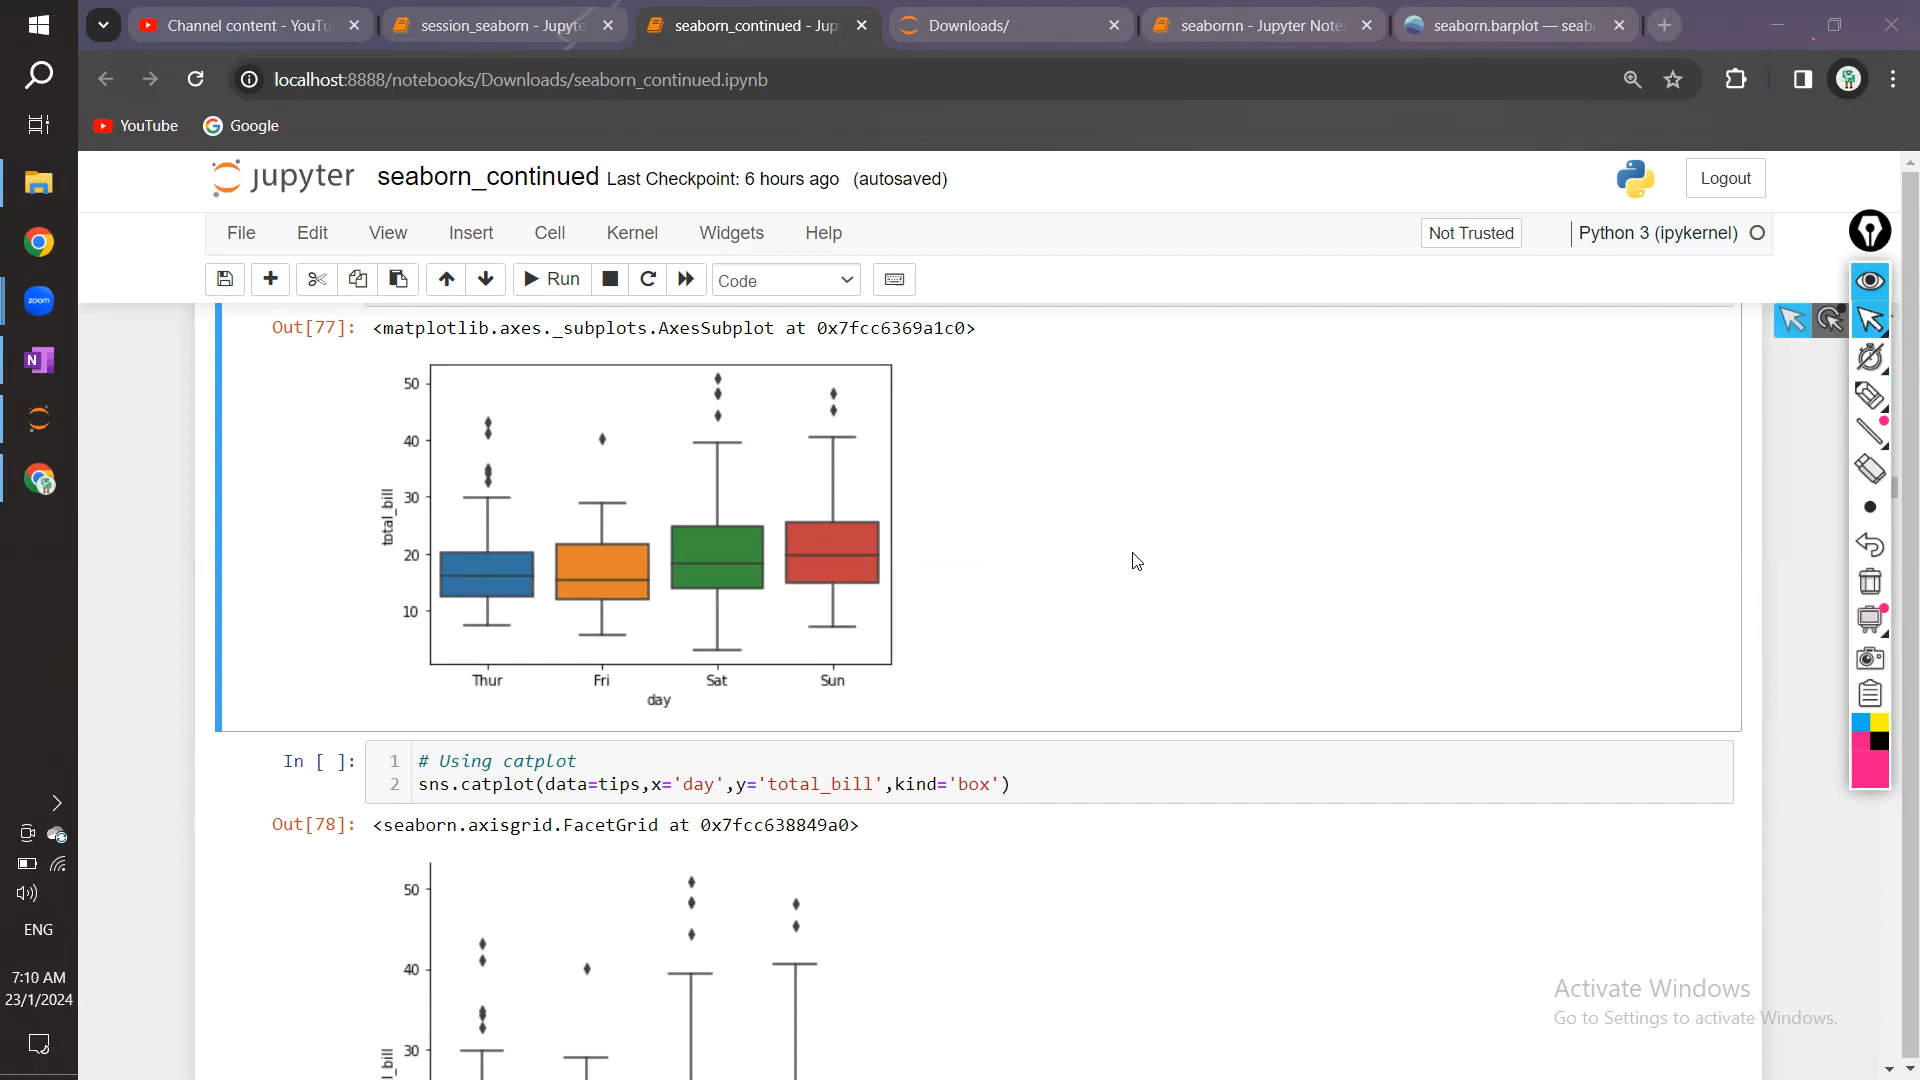 Channel content - YouTu
session_seaborn - Jupyte
seaborn_continued - Jup
Downloads/
seabornn - Jupyter Note
seaborn.barplot — seab
localhost:8888/notebooks/Downloads/seaborn_continued.ipynb
YouTube
Google
jupyter
seaborn_continued
Last Checkpoint: 6 hours ago
(autosaved)
Logout
File
Edit
View
Insert
Cell
Kernel
Widgets
Help
Not Trusted
Python 3 (ipykernel)
Run
Code
Out[77]:
<matplotlib.axes._subplots.AxesSubplot at 0x7fcc6369a1c0>
50
40
30
20
10
total_bill
Thur
Fri
Sat
Sun
day
In [ ]:
1
# Using catplot
2
sns.catplot(data=tips,x='day',y='total_bill',kind='box')
Out[78]:
<seaborn.axisgrid.FacetGrid at 0x7fcc638849a0>
50
40
30
l_bill
zoom
N
ENG
7:10 AM
23/1/2024
Activate Windows
Go to Settings to activate Windows.